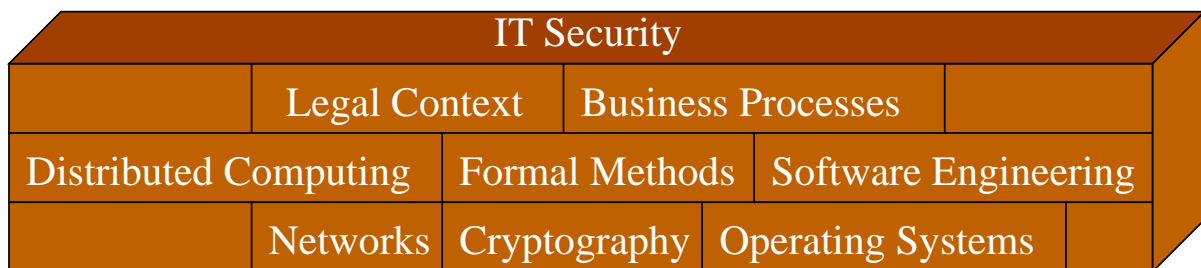 IT Security
Legal Context Business Processes
Distributed Computing Formal Methods Software Engineering
Networks Cryptography Operating Systems